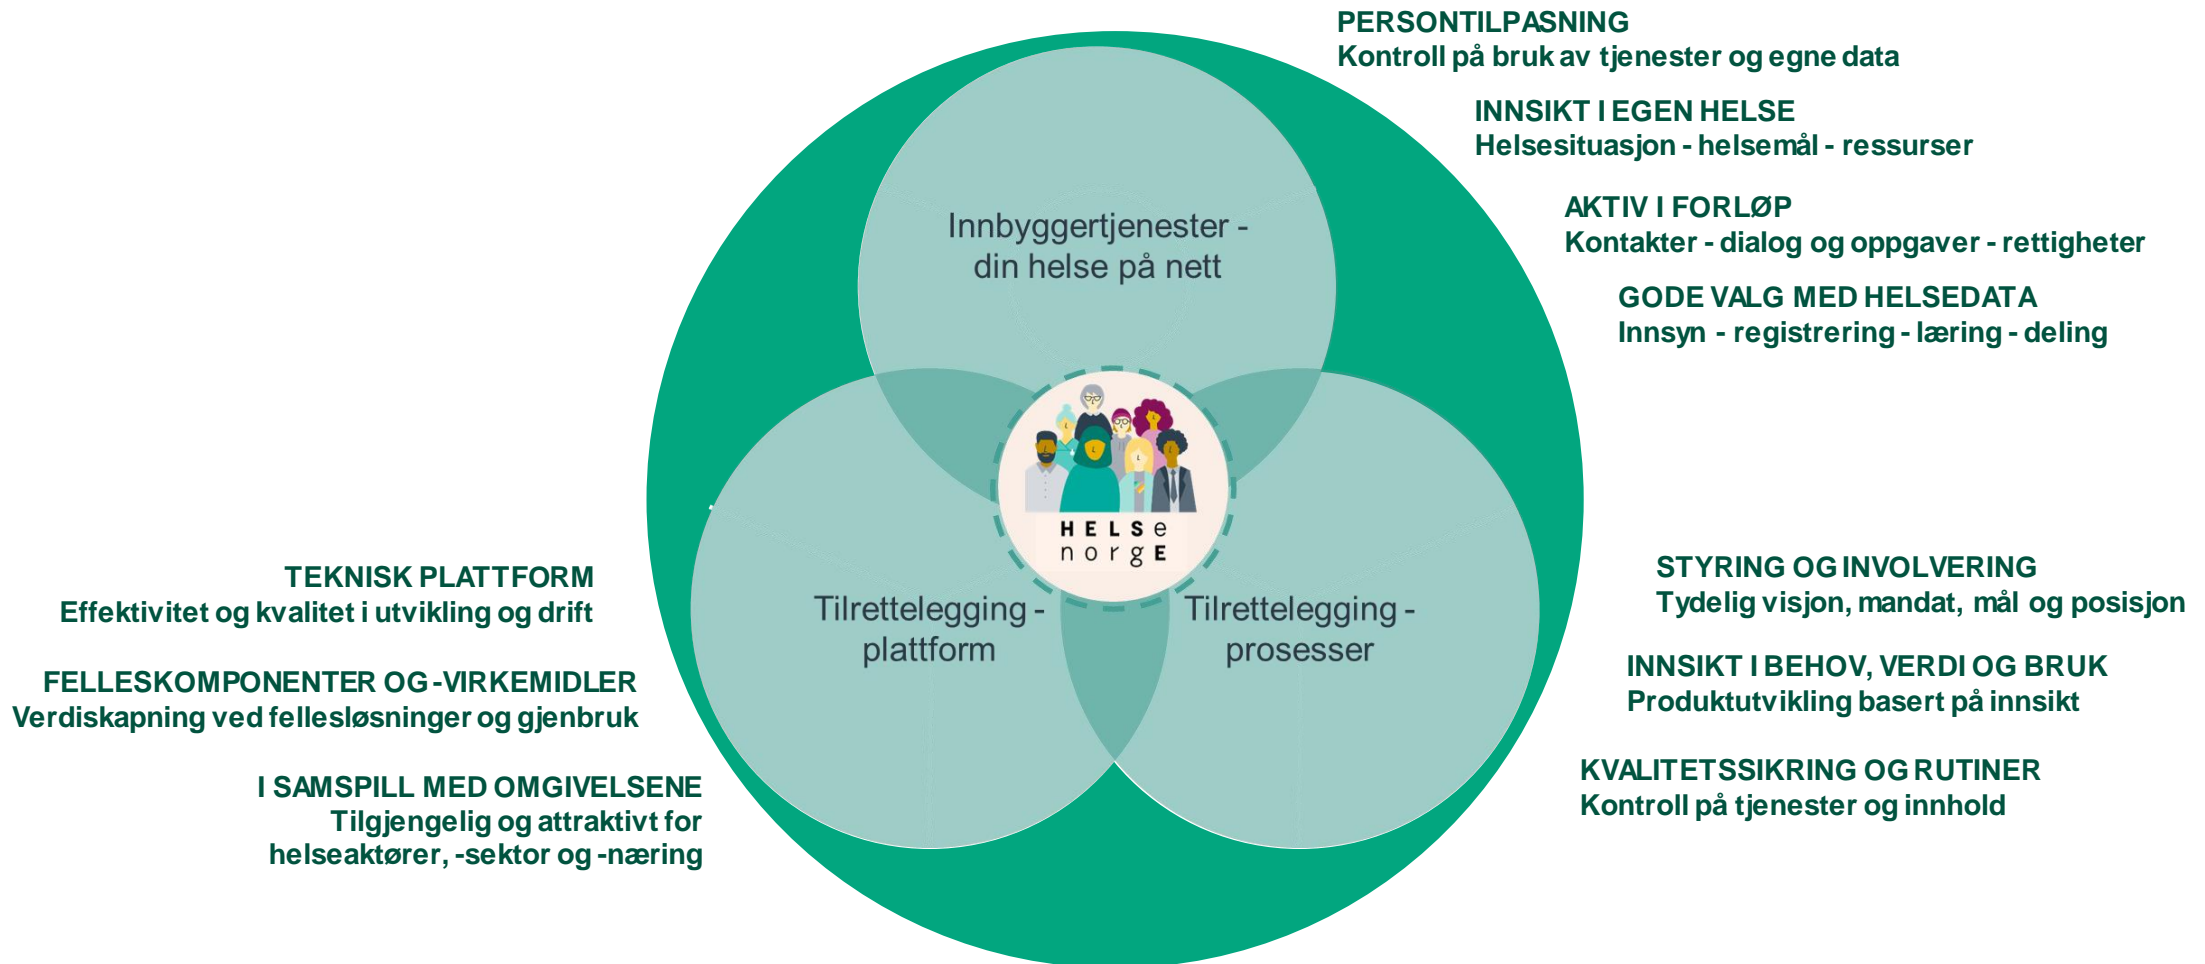 PERSONTILPASNING
Kontroll på bruk av tjenester og egne data
INNSIKT I EGEN HELSE
Helsesituasjon - helsemål - ressurser
AKTIV I FORLØP
Kontakter - dialog og oppgaver - rettigheter
GODE VALG MED HELSEDATA
Innsyn - registrering - læring - deling
Innbyggertjenester -
din helse på nett
HELSe
norgE
Tilrettelegging -
plattform
Tilrettelegging -
prosesser
TEKNISK PLATTFORM
Effektivitet og kvalitet i utvikling og drift
FELLESKOMPONENTER OG -VIRKEMIDLER
Verdiskapning ved fellesløsninger og gjenbruk
I SAMSPILL MED OMGIVELSENE
Tilgjengelig og attraktivt for
helseaktører, -sektor og -næring
STYRING OG INVOLVERING
Tydelig visjon, mandat, mål og posisjon
INNSIKT I BEHOV, VERDI OG BRUK
Produktutvikling basert på innsikt
KVALITETSSIKRING OG RUTINER
Kontroll på tjenester og innhold